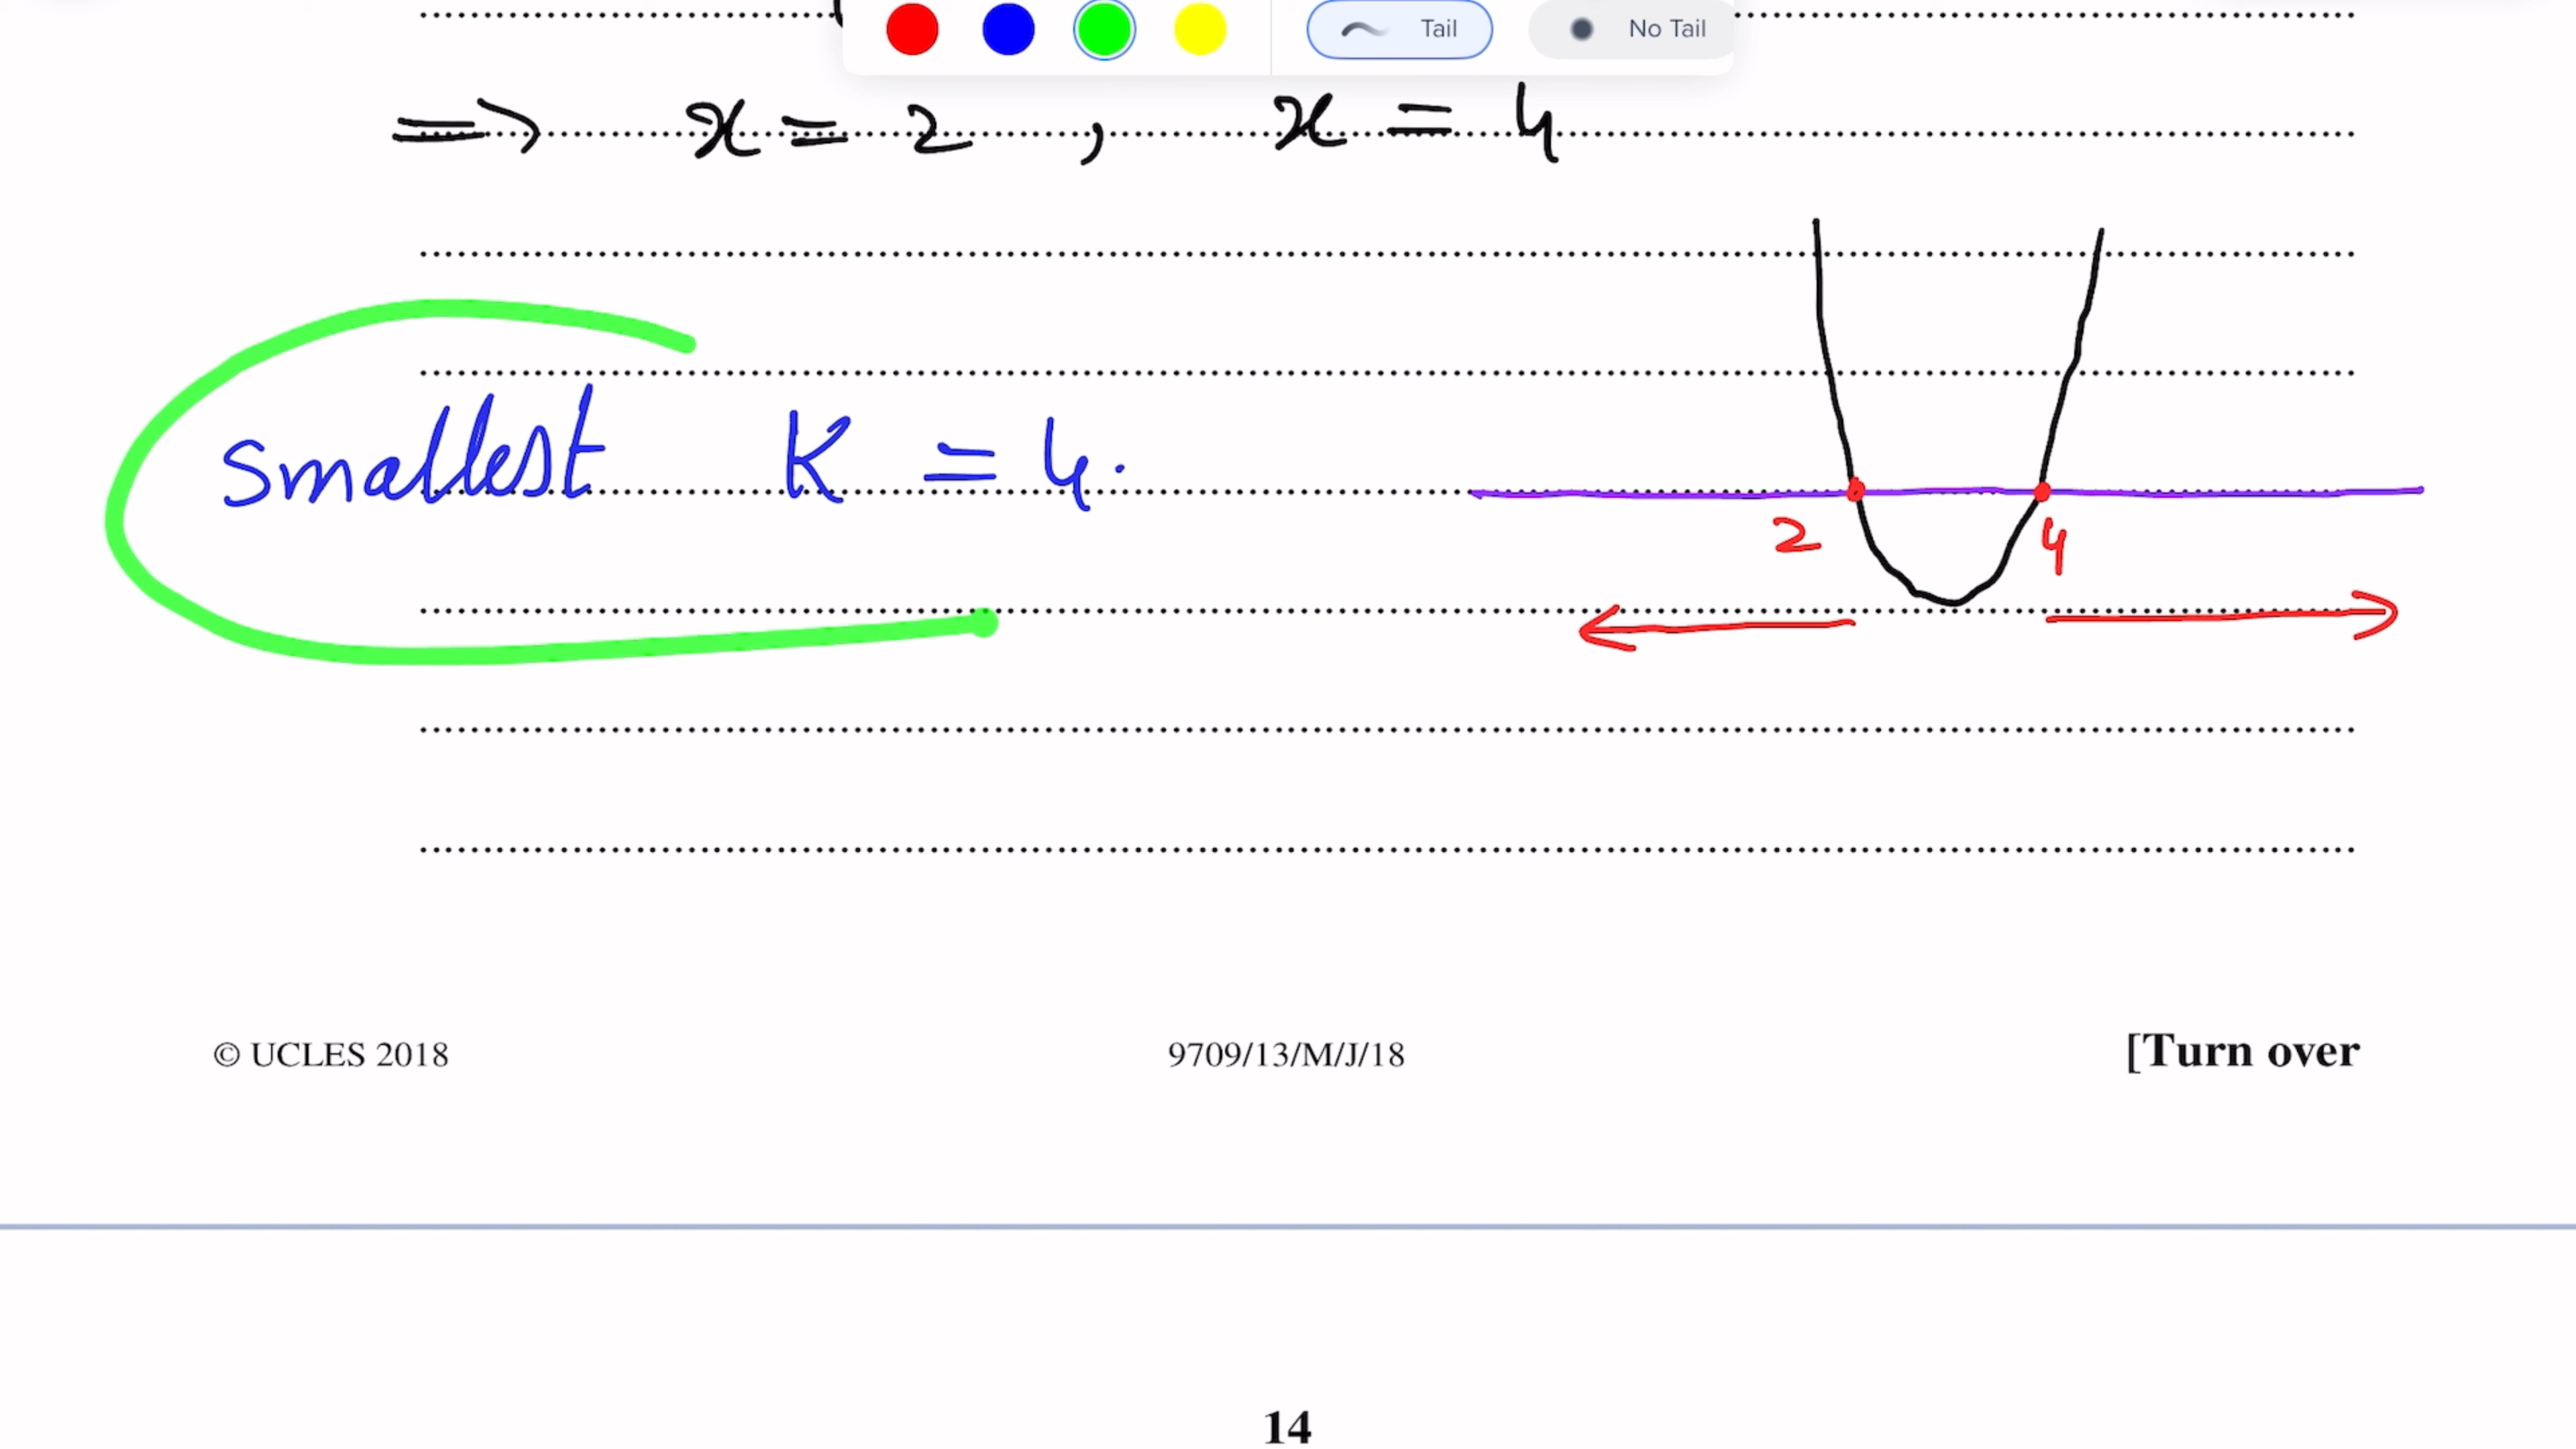 Tail No Tail
⇒ x = 2 , x = 4
smallest K = 4.
2 4
© UCLES 2018 9709/13/M/J/18 [Turn over
14